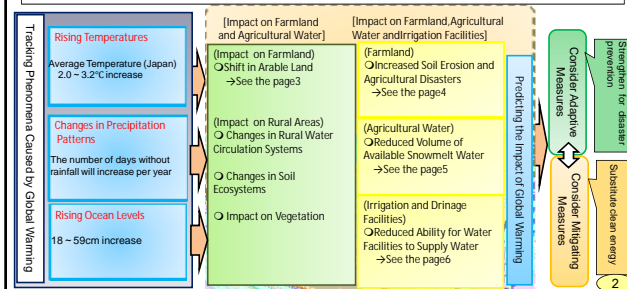 Tracking Phenomena Caused by Global Warming
Rising Temperatures
Average Temperature (Japan)
2.0 ~ 3.2℃ increase
Changes in Precipitation
Patterns
The number of days without
rainfall will increase per year
Rising Ocean Levels
18 ~ 59cm increase
[Impact on Farmland
and Agricultural Water]
(Impact on Farmland)
❍Shift in Arable Land
→See the page3
(Impact on Rural Areas)
❍ Changes in Rural Water
Circulation Systems
❍ Changes in Soil
Ecosystems
❍ Impact on Vegetation
[Impact on Farmland,Agricultural
Water andIrrigation Facilities]
(Farmland)
❍Increased Soil Erosion and
Agricultural Disasters
→See the page4
(Agricultural Water)
❍Reduced Volume of
Available Snowmelt Water
→See the page5
(Irrigation and Drinage
Facilities)
❍Reduced Ability for Water
Facilities to Supply Water
→See the page6
Predicting the Impact of Global Warming
Consider Adaptive
Measures
Consider Mitigating
Measures
Strengthen for disaster
prevention
Substitute clean energy
2